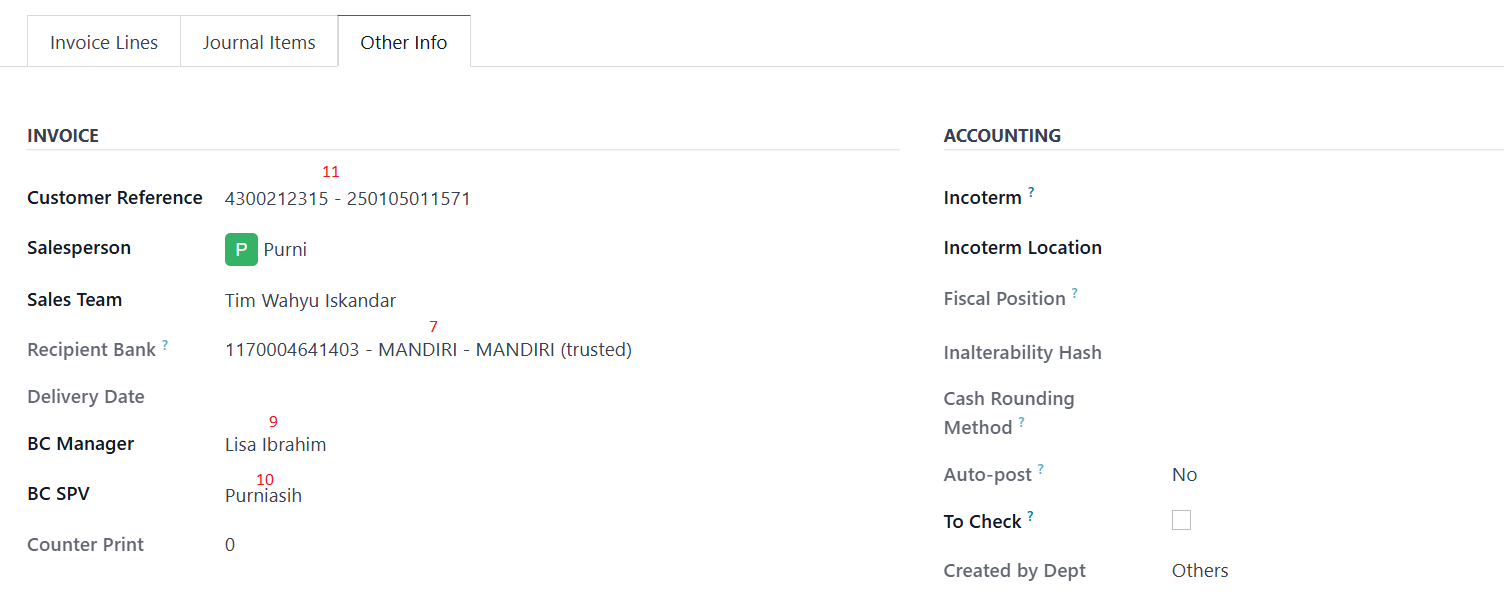 Invoice Lines
Journal Items
Other Info
INVOICE
11
Customer Reference 4300212315 - 250105011571
Salesperson P Purni
Sales Team Tim Wahyu Iskandar
7
Recipient Bank ? 1170004641403 - MANDIRI - MANDIRI (trusted)
Delivery Date
9
BC Manager Lisa Ibrahim
10
BC SPV Purniasih
Counter Print 0
ACCOUNTING
Incoterm ?
Incoterm Location
Fiscal Position ?
Inalterability Hash
Cash Rounding
Method ?
Auto-post ? No
To Check ?
Created by Dept Others